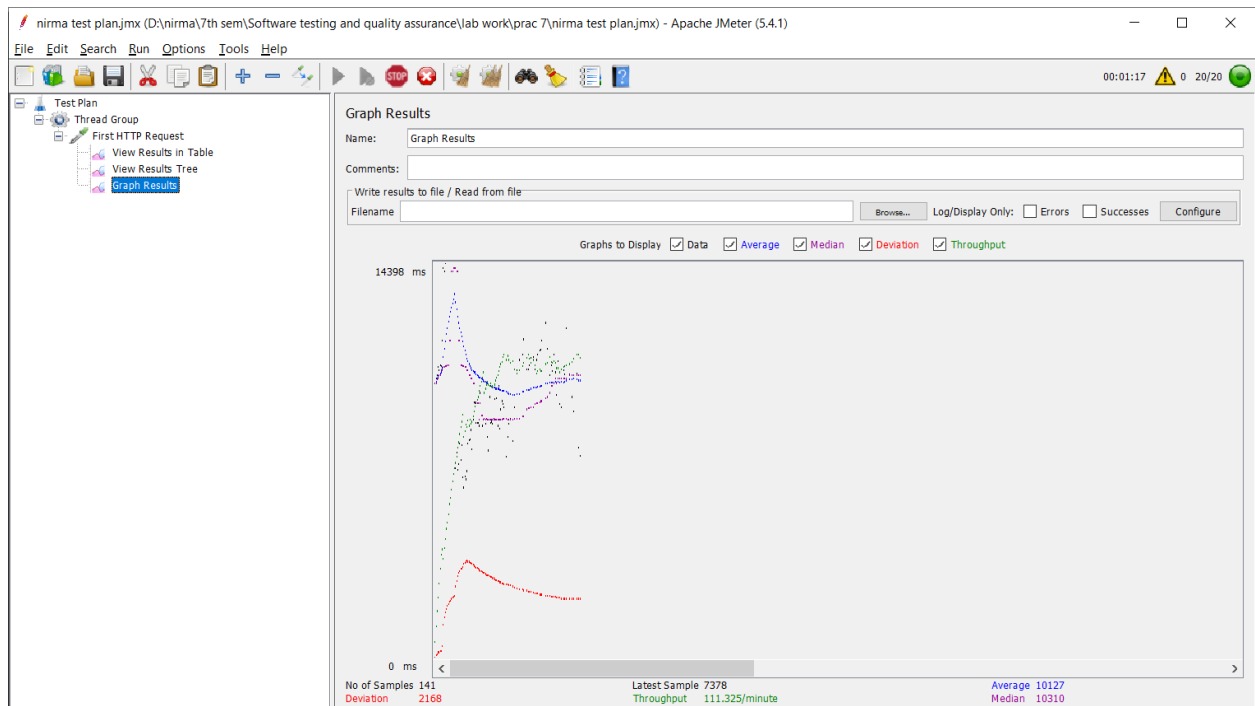 nirma test plan.jmx (D:\nirma\7th sem\Software testing and quality assurance\lab work\prac 7\nirma test plan.jmx) - Apache JMeter (5.4.1)
File Edit Search Run Options Tools Help
STOP
00:01:17 0 20/20
Test Plan
Thread Group
First HTTP Request
View Results in Table
View Results Tree
Graph Results
Graph Results
Name: Graph Results
Comments:
Write results to file / Read from file
Filename Browse... Log/Display Only: Errors Successes Configure
Graphs to Display Data Average Median Deviation Throughput
14398 ms
0 ms
No of Samples 141 Latest Sample 7378 Average 10127
Deviation 2168 Throughput 111.325/minute Median 10310